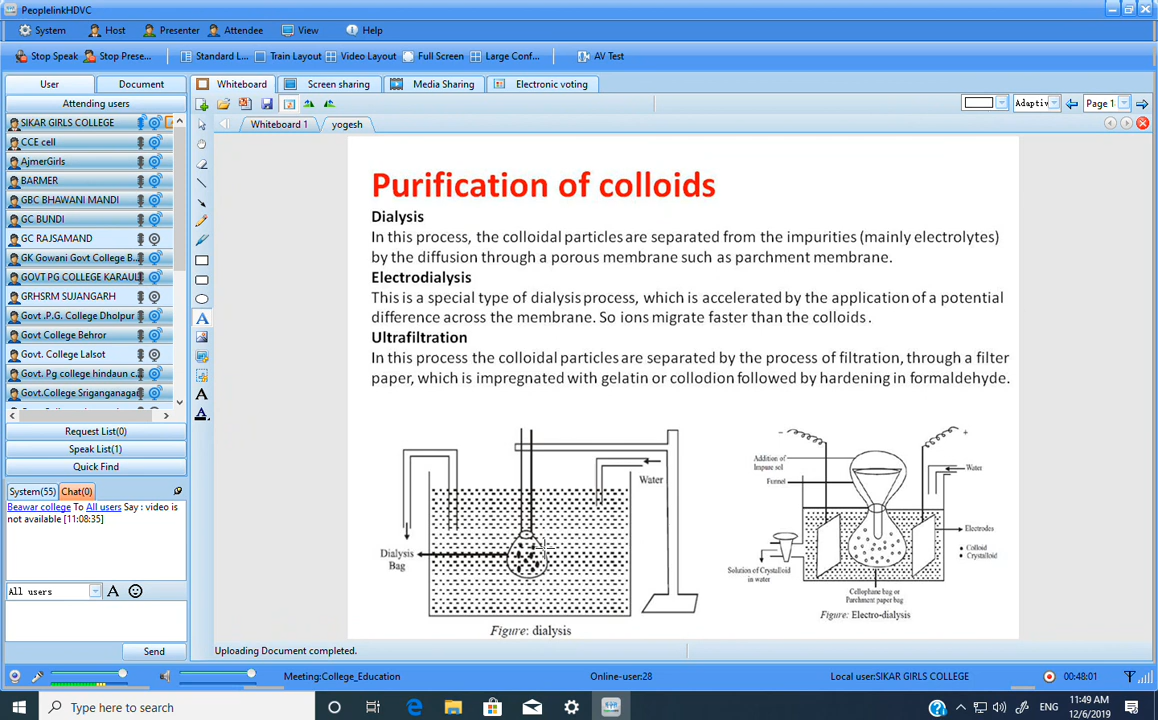 PeoplelinkHDVC
System Host Presenter Attendee View Help
Stop Speak Stop Prese... Standard L... Train Layout Video Layout Full Screen Large Conf... AV Test
User Document Whiteboard Screen sharing Media Sharing Electronic voting
Attending users
Adaptiv Page 1
Whiteboard 1 yogesh
SIKAR GIRLS COLLEGE
CCE cell
AjmerGirls
BARMER
GBC BHAWANI MANDI
GC BUNDI
GC RAJSAMAND
GK Gowani Govt College B...
GOVT PG COLLEGE KARAUL
GRHSRM SUJANGARH
Govt .P.G. College Dholpur
Govt College Behror
Govt. College Lalsot
Govt. Pg college hindaun c...
Govt.College Sriganganagar
Request List(0)
Speak List(1)
Quick Find
System(55) Chat(0)
Beawar college To All users Say : video is
not available [11:08:35]
All users A
Send
Purification of colloids
Dialysis
In this process, the colloidal particles are separated from the impurities (mainly electrolytes)
by the diffusion through a porous membrane such as parchment membrane.
Electrodialysis
This is a special type of dialysis process, which is accelerated by the application of a potential
difference across the membrane. So ions migrate faster than the colloids .
Ultrafiltration
In this process the colloidal particles are separated by the process of filtration, through a filter
paper, which is impregnated with gelatin or collodion followed by hardening in formaldehyde.
Water
Dialysis
Bag
Figure: dialysis
− +
Addition of
Impure sol
Funnel
Water
Electrodes
Colloid
Crystalloid
Solution of Crystalloid
in water
Cellophane bag or
Parchment paper bag
Figure: Electro-dialysis
Uploading Document completed.
Meeting:College_Education Online-user:28 Local user:SIKAR GIRLS COLLEGE 00:48:01
Type here to search
ENG
11:49 AM
12/6/2019